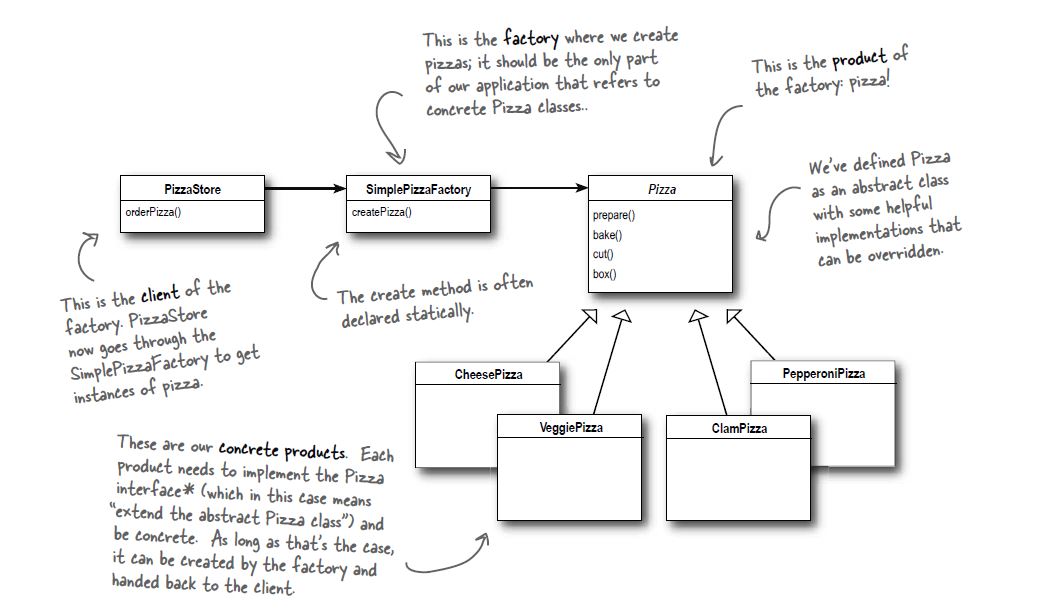 This is the factory where we create
pizzas; it should be the only part
of our application that refers to
concrete Pizza classes..
This is the product of
the factory: pizza!
We've defined Pizza
as an abstract class
with some helpful
implementations that
can be overridden.
PizzaStore
orderPizza()
SimplePizzaFactory
createPizza()
Pizza
prepare()
bake()
cut()
box()
This is the client of the
factory. PizzaStore
now goes through the
SimplePizzaFactory to get
instances of pizza.
The create method is often
declared statically.
CheesePizza
VeggiePizza
ClamPizza
PepperoniPizza
These are our concrete products. Each
product needs to implement the Pizza
interface* (which in this case means
"extend the abstract Pizza class") and
be concrete. As long as that's the case,
it can be created by the factory and
handed back to the client.